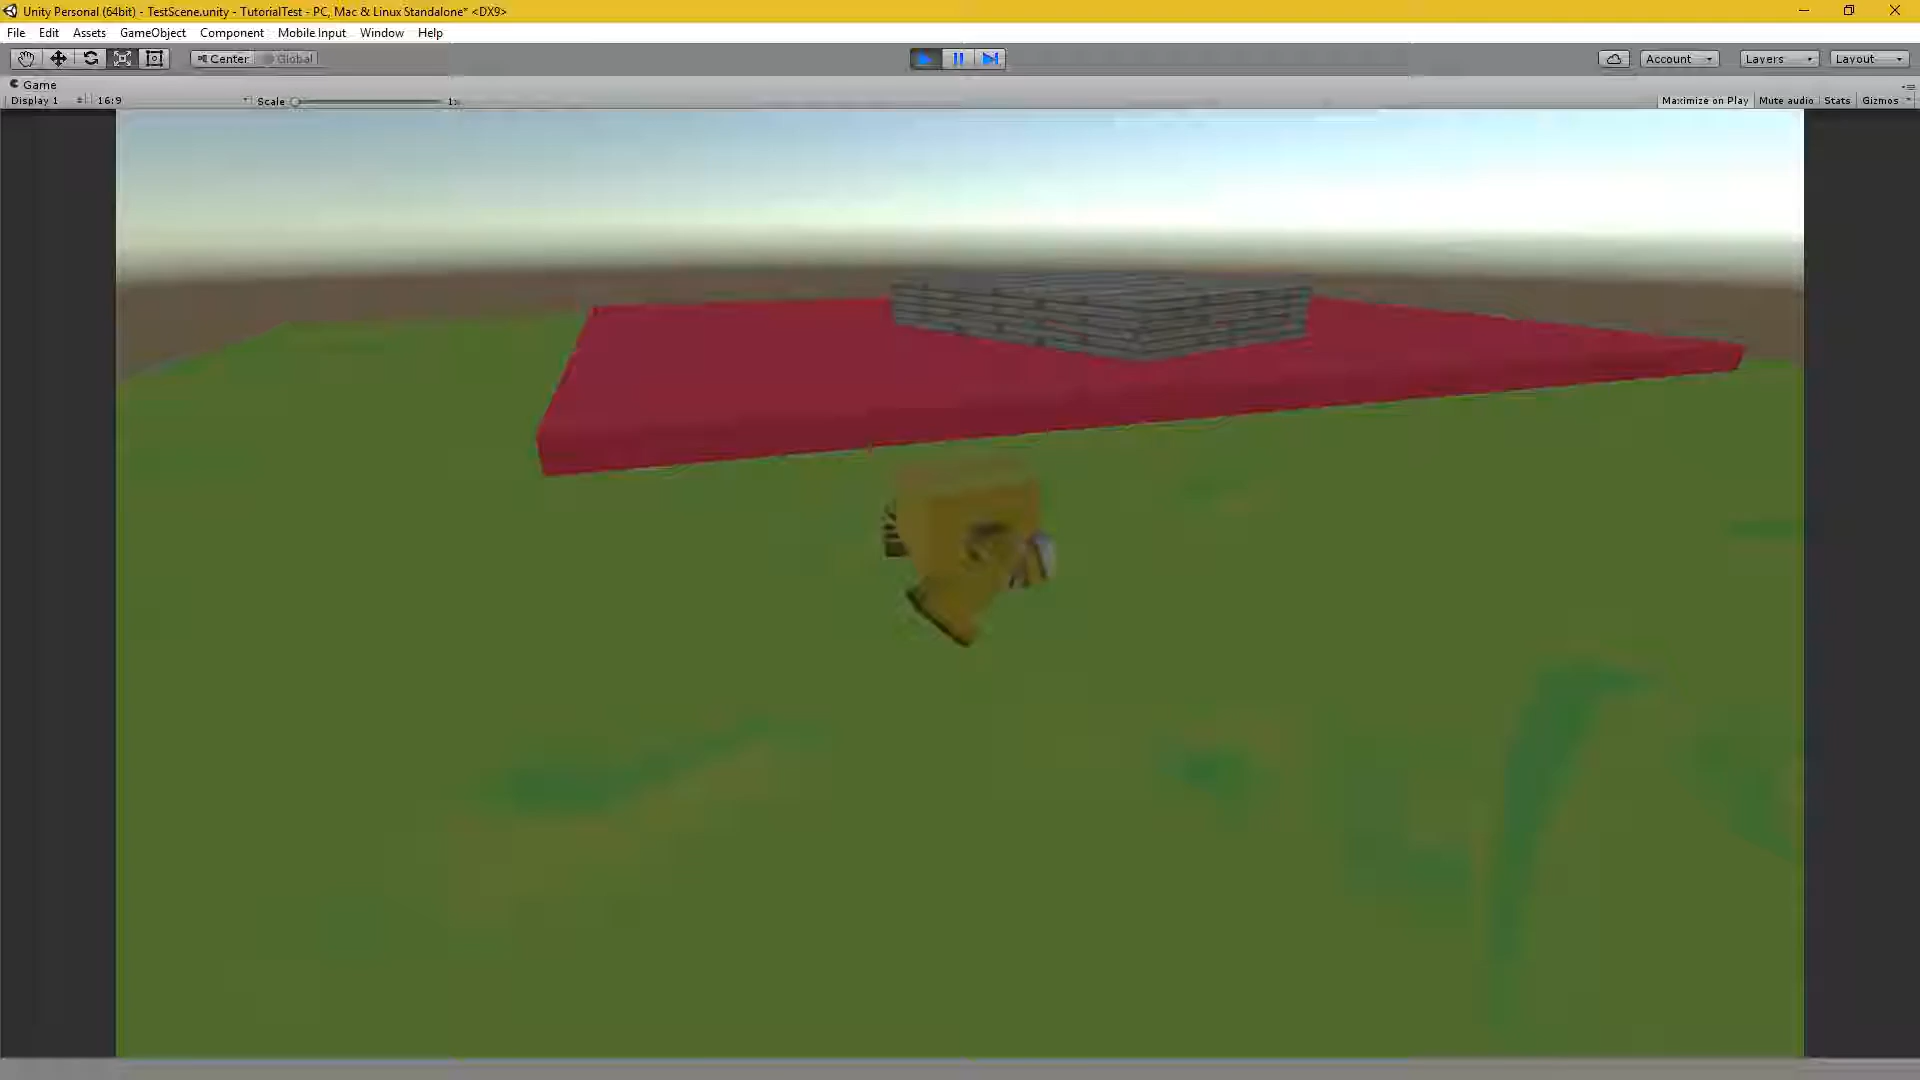 Unity Personal (64bit) - TestScene.unity - TutorialTest - PC, Mac & Linux Standalone* <DX9>
File Edit Assets GameObject Component Mobile Input Window Help
Center Global Account Layers Layout
Game
Display 1 16:9 Scale 1x Maximize on Play Mute audio Stats Gizmos